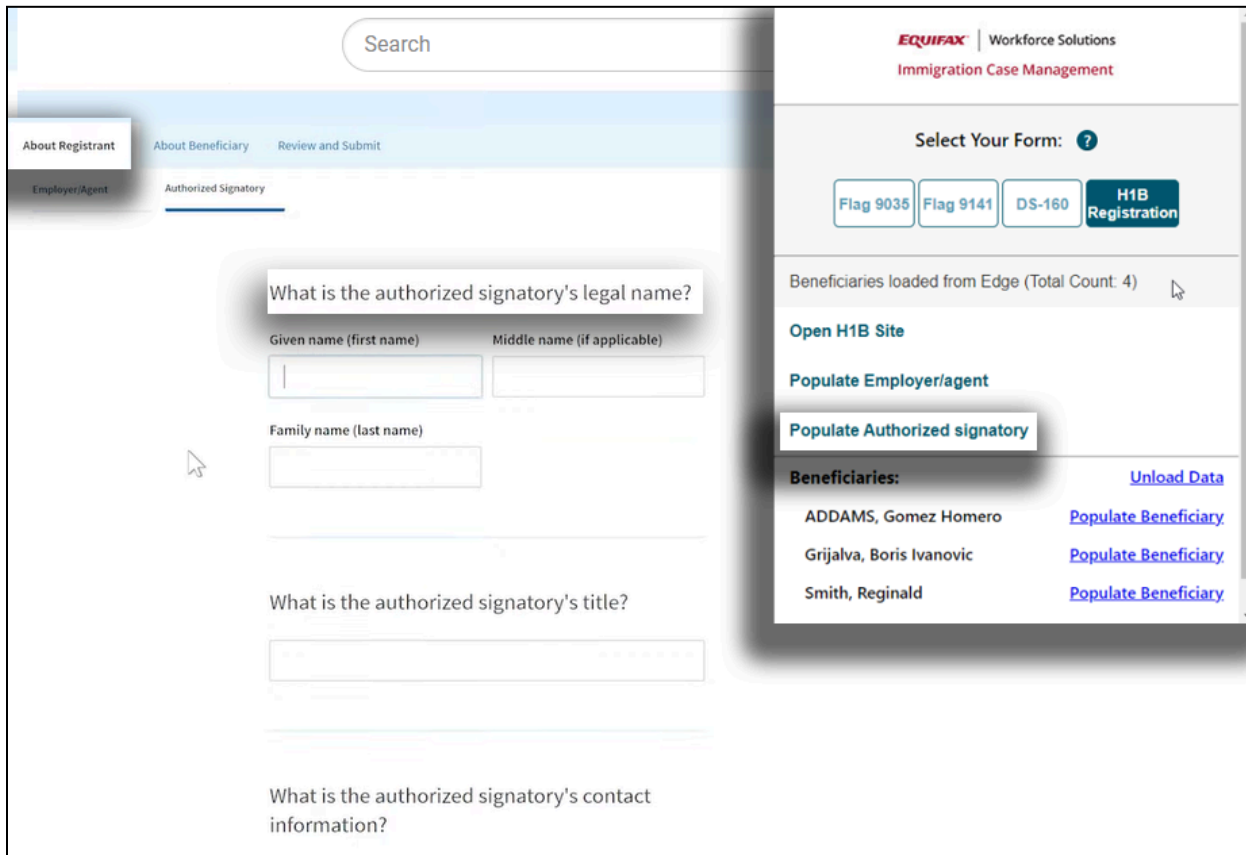 Search
About Registrant
About Beneficiary
Review and Submit
Employer/Agent
Authorized Signatory
What is the authorized signatory's legal name?
Given name (first name)
Middle name (if applicable)
Family name (last name)
What is the authorized signatory's title?
What is the authorized signatory's contact
information?
EQUIFAX | Workforce Solutions
Immigration Case Management
Select Your Form: ?
Flag 9035
Flag 9141
DS-160
H1B
Registration
Beneficiaries loaded from Edge (Total Count: 4)
Open H1B Site
Populate Employer/agent
Populate Authorized signatory
Beneficiaries: Unload Data
ADDAMS, Gomez Homero Populate Beneficiary
Grijalva, Boris Ivanovic Populate Beneficiary
Smith, Reginald Populate Beneficiary